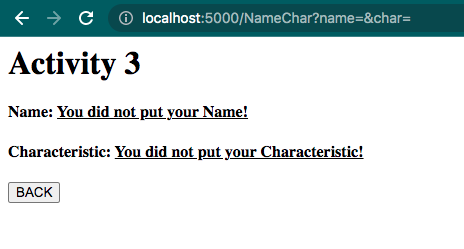 localhost:5000/NameChar?name=&char=
Activity 3
Name: You did not put your Name!
Characteristic: You did not put your Characteristic!
BACK